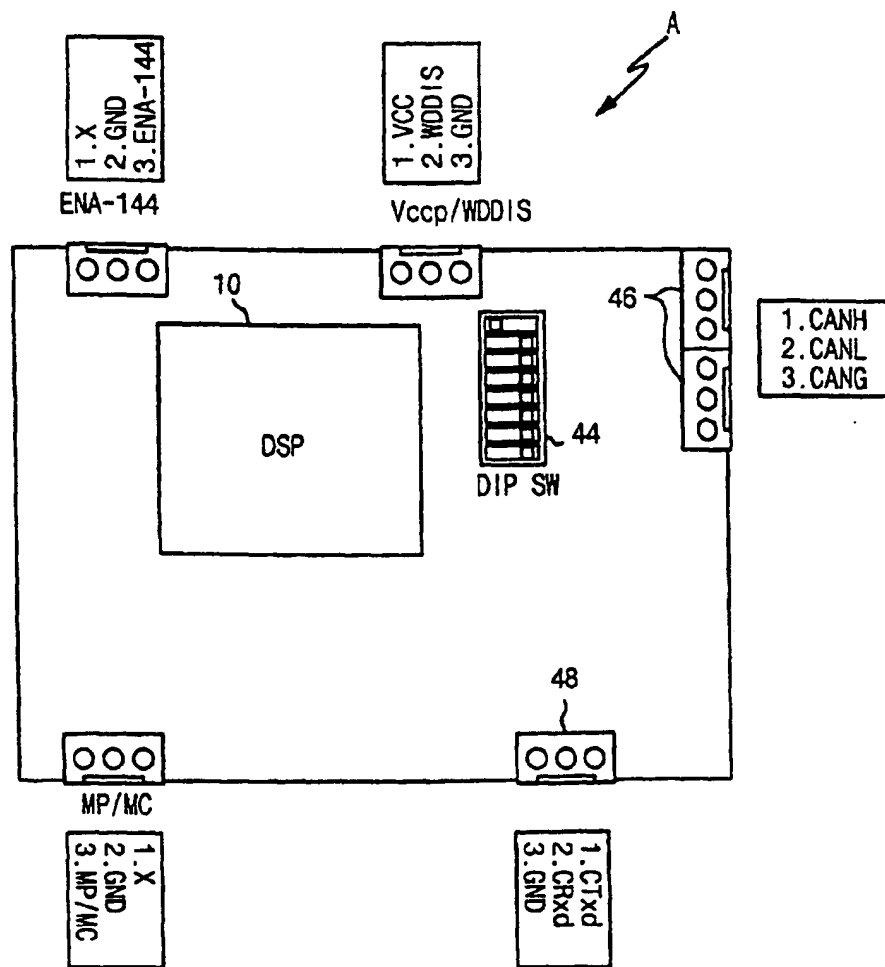 A
1.X
2.GND
3.ENA-144
1.VCC
2.WDDIS
3.GND
ENA-144
Vccp/WDDIS
10
46
1.CANH
2.CANL
3.CANG
DSP
44
DIP SW
48
MP/MC
1.X
2.GND
3.MP/MC
1.CTxd
2.CRxd
3.GND